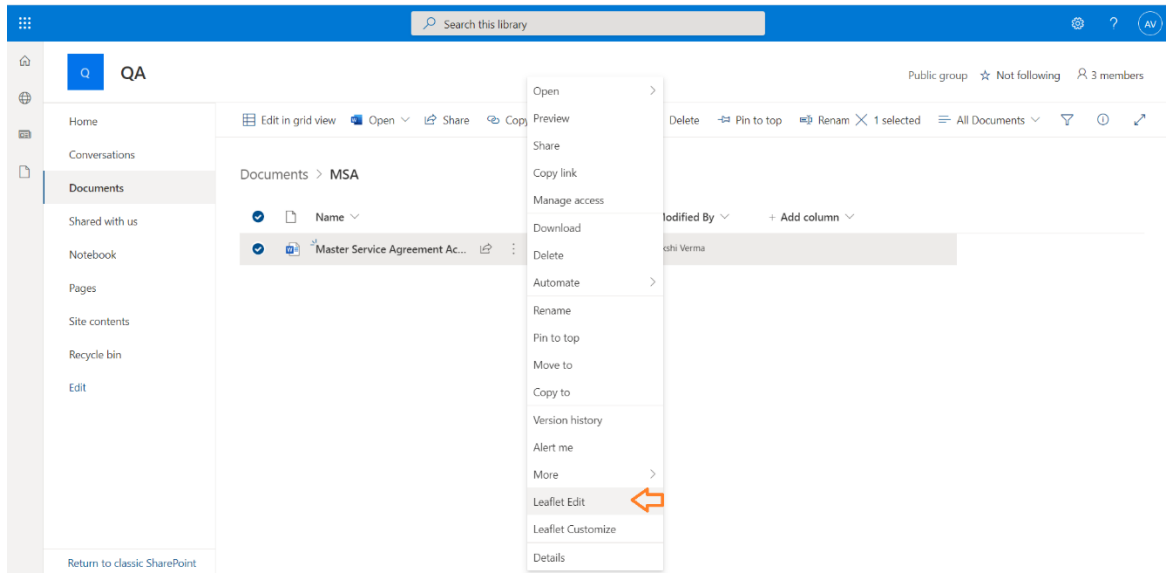 Search this library
?
AV
Q
QA
Public group
Not following
3 members
Home
Conversations
Documents
Shared with us
Notebook
Pages
Site contents
Recycle bin
Edit
Return to classic SharePoint
Edit in grid view
Open
Share
Copy
Delete
Pin to top
Renam
1 selected
All Documents
Documents > MSA
Name
Modified By
+ Add column
Master Service Agreement Ac...
Verma
Open
Preview
Share
Copy link
Manage access
Download
Delete
Automate
Rename
Pin to top
Move to
Copy to
Version history
Alert me
More
Leaflet Edit
Leaflet Customize
Details